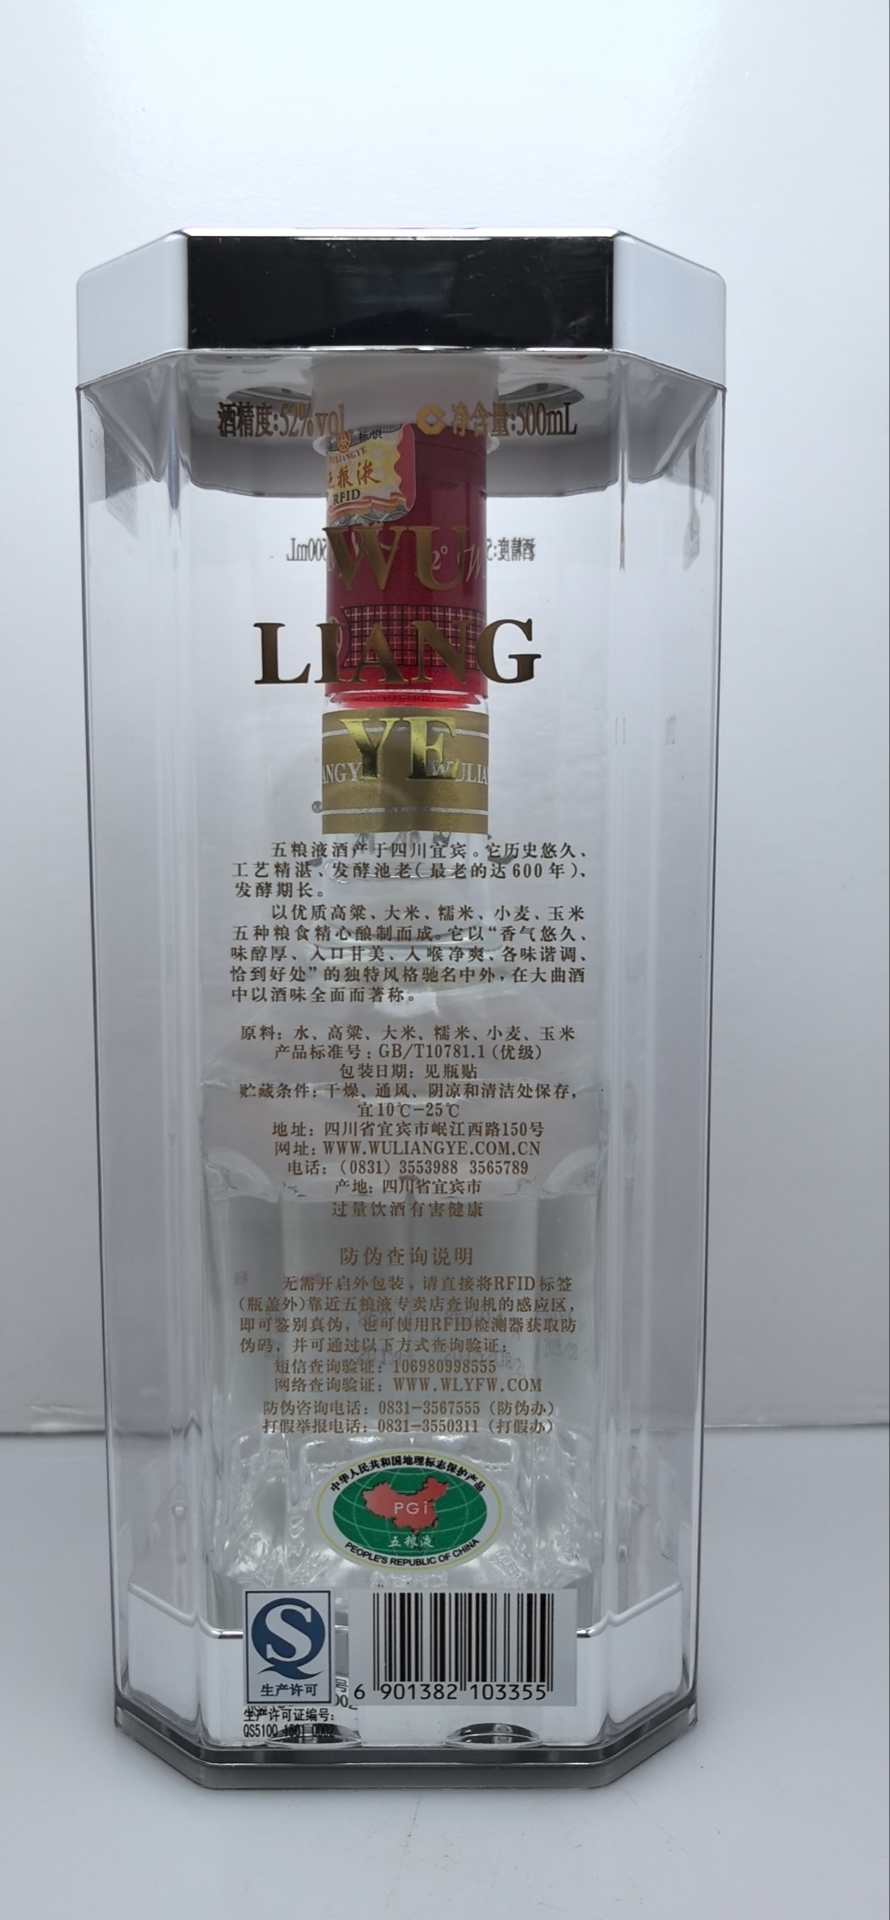 酒精度:52%vol 净含量:500mL
五粮液
WULIANGYE
RFID
WU
LIANG
YE
五粮液酒产于四川宜宾。它历史悠久、
工艺精湛、发酵池老(最老的达600年)、
发酵期长。
以优质高粱、大米、糯米、小麦、玉米
五种粮食精心酿制而成。它以“香气悠久、
味醇厚、入口甘美、入喉净爽、各味谐调、
恰到好处”的独特风格驰名中外,在大曲酒
中以酒味全面而著称。
原料: 水、高粱、大米、糯米、小麦、玉米
产品标准号: GB/T10781.1(优级)
包装日期: 见瓶贴
贮藏条件: 干燥、通风、阴凉和清洁处保存,
宜10℃-25℃
地址: 四川省宜宾市岷江西路150号
网址: WWW.WULIANGYE.COM.CN
电话: (0831) 3553988 3565789
产地: 四川省宜宾市
过量饮酒有害健康
防伪查询说明
无需开启外包装,请直接将RFID标签
(瓶盖外)靠近五粮液专卖店查询机的感应区,
即可鉴别真伪,也可使用RFID检测器获取防
伪码,并可通过以下方式查询验证:
短信查询验证: 106980998555
网络查询验证: WWW.WLYFW.COM
防伪咨询电话: 0831-3567555 (防伪办)
打假举报电话: 0831-3550311 (打假办)
中华人民共和国地理标志保护产品
PGi
五粮液
PEOPLE'S REPUBLIC OF CHINA
生产许可
6 901382 103355
生产许可证编号:
QS5100